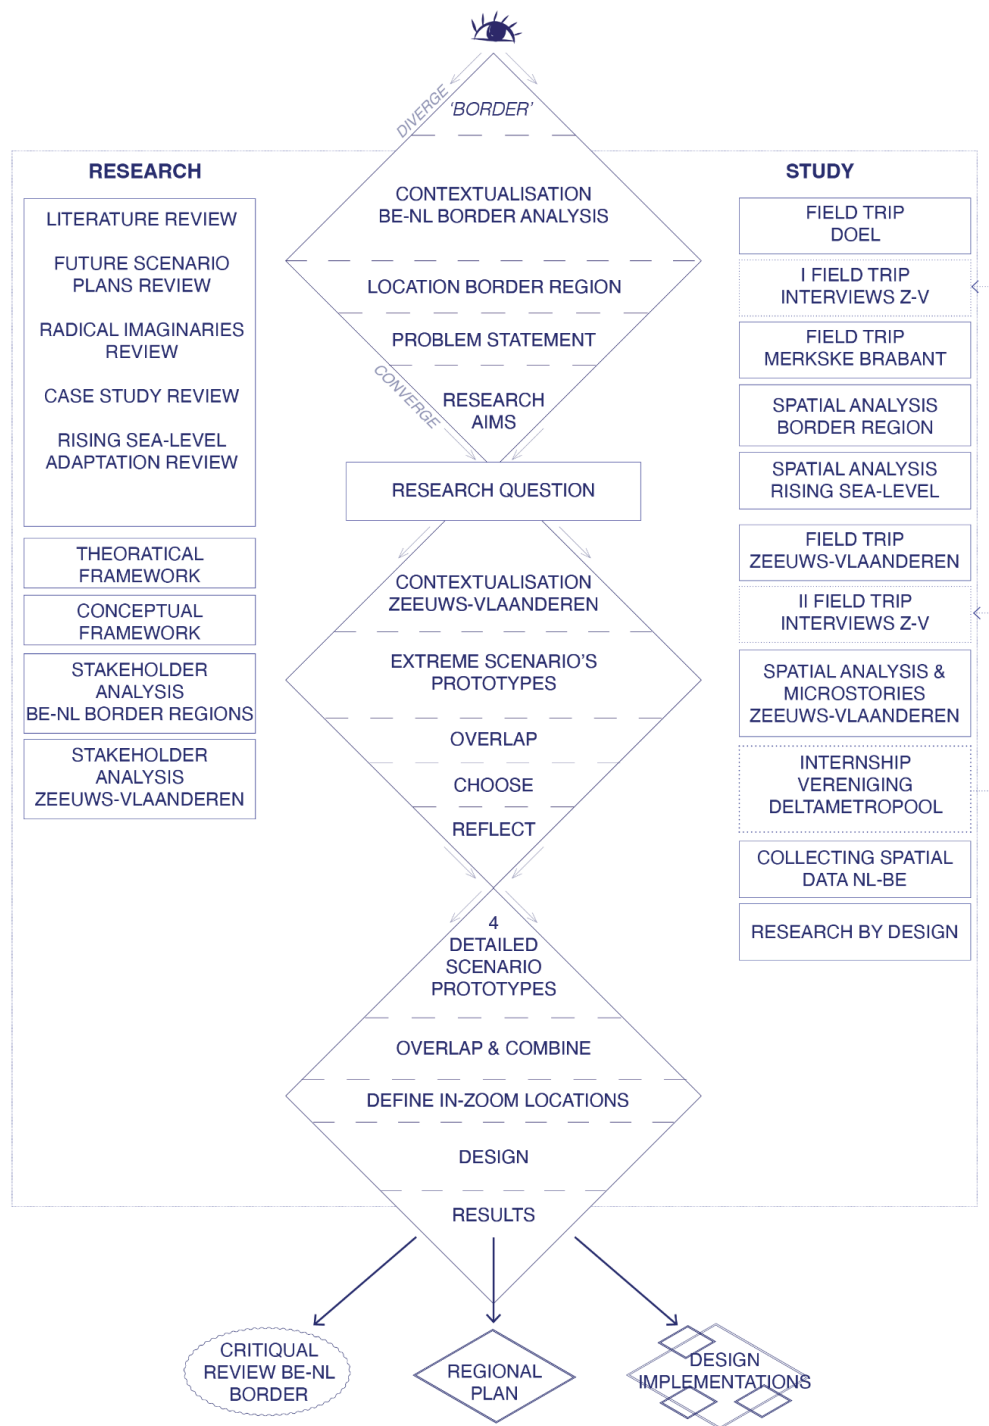 DIVERGE
'BORDER'
CONTEXTUALISATION
BE-NL BORDER ANALYSIS
LOCATION BORDER REGION
PROBLEM STATEMENT
CONVERGE
RESEARCH
AIMS
RESEARCH QUESTION
CONTEXTUALISATION
ZEEUWS-VLAANDEREN
EXTREME SCENARIO'S
PROTOTYPES
OVERLAP
CHOOSE
REFLECT
4
DETAILED
SCENARIO
PROTOTYPES
OVERLAP & COMBINE
DEFINE IN-ZOOM LOCATIONS
DESIGN
RESULTS
RESEARCH
LITERATURE REVIEW
FUTURE SCENARIO
PLANS REVIEW
RADICAL IMAGINARIES
REVIEW
CASE STUDY REVIEW
RISING SEA-LEVEL
ADAPTATION REVIEW
THEORATICAL
FRAMEWORK
CONCEPTUAL
FRAMEWORK
STAKEHOLDER
ANALYSIS
BE-NL BORDER REGIONS
STAKEHOLDER
ANALYSIS
ZEEUWS-VLAANDEREN
STUDY
FIELD TRIP
DOEL
I FIELD TRIP
INTERVIEWS Z-V
FIELD TRIP
MERKSKE BRABANT
SPATIAL ANALYSIS
BORDER REGION
SPATIAL ANALYSIS
RISING SEA-LEVEL
FIELD TRIP
ZEEUWS-VLAANDEREN
II FIELD TRIP
INTERVIEWS Z-V
SPATIAL ANALYSIS &
MICROSTORIES
ZEEUWS-VLAANDEREN
INTERNSHIP
VERENIGING
DELTAMETROPOOL
COLLECTING SPATIAL
DATA NL-BE
RESEARCH BY DESIGN
CRITIQUAL
REVIEW BE-NL
BORDER
REGIONAL
PLAN
DESIGN
IMPLEMENTATIONS